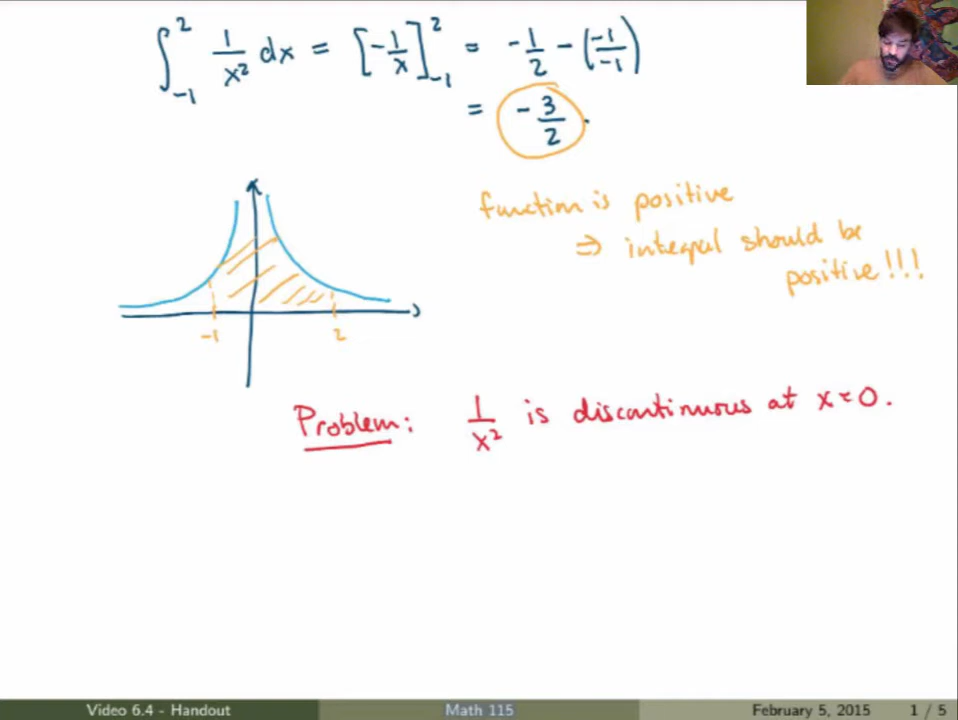 ∫_{-1}^{2} 1/x² dx = [-1/x]_{-1}^{2} = -1/2 - (-1/-1)
= -3/2.
function is positive
⇒ integral should be
positive!!!
-1 2
Problem: 1/x² is discontinuous at x=0.
Video 6.4 - Handout Math 115 February 5, 2015 1 / 5